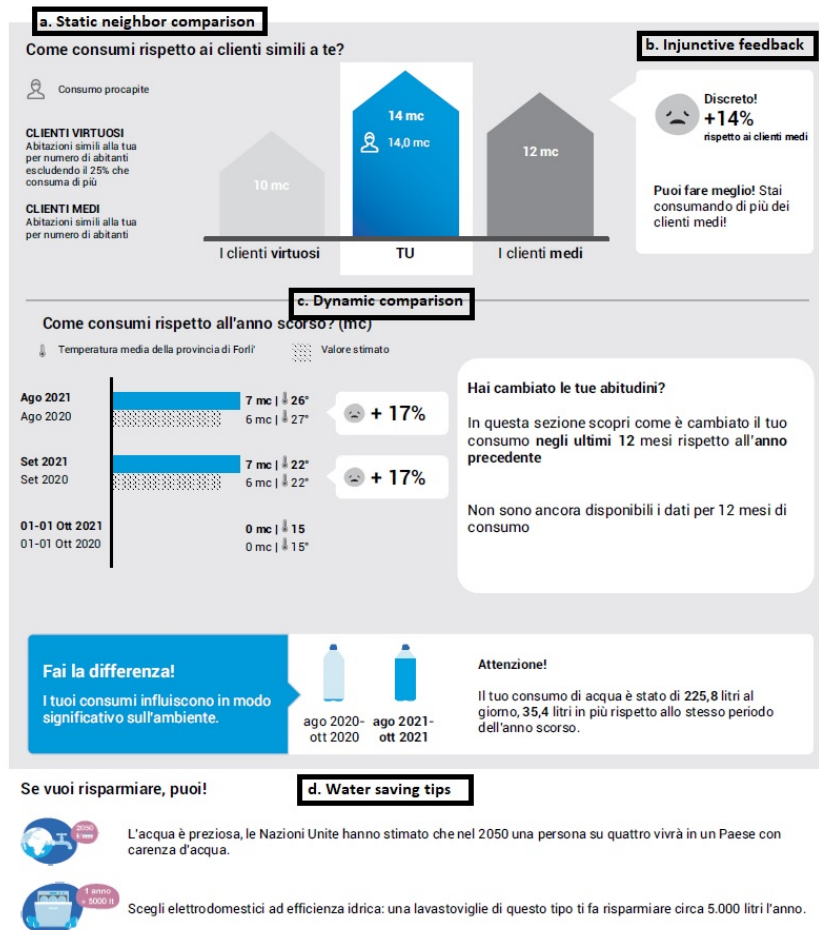 a. Static neighbor comparison
Come consumi rispetto ai clienti simili a te?
b. Injunctive feedback
Consumo procapite
CLIENTI VIRTUOSI
Abitazioni simili alla tua
per numero di abitanti
escludendo il 25% che
consuma di più
CLIENTI MEDI
Abitazioni simili alla tua
per numero di abitanti
10 mc
14 mc
14,0 mc
12 mc
I clienti virtuosi
TU
I clienti medi
Discreto!
+14%
rispetto ai clienti medi
Puoi fare meglio! Stai
consumando di più dei
clienti medi!
c. Dynamic comparison
Come consumi rispetto all'anno scorso? (mc)
Temperatura media della provincia di Forli'
Valore stimato
Ago 2021
7 mc | 26°
Ago 2020
6 mc | 27°
+ 17%
Set 2021
7 mc | 22°
Set 2020
6 mc | 22°
+ 17%
01-01 Ott 2021
0 mc | 15
01-01 Ott 2020
0 mc | 15°
Hai cambiato le tue abitudini?
In questa sezione scopri come è cambiato il tuo
consumo negli ultimi 12 mesi rispetto all'anno
precedente
Non sono ancora disponibili i dati per 12 mesi di
consumo
Fai la differenza!
I tuoi consumi influiscono in modo
significativo sull'ambiente.
ago 2020-
ott 2020
ago 2021-
ott 2021
Attenzione!
Il tuo consumo di acqua è stato di 225,8 litri al
giorno, 35,4 litri in più rispetto allo stesso periodo
dell'anno scorso.
Se vuoi risparmiare, puoi!
d. Water saving tips
2050
L'acqua è preziosa, le Nazioni Unite hanno stimato che nel 2050 una persona su quattro vivrà in un Paese con
carenza d'acqua.
1 anno
+ 5000 lt
Scegli elettrodomestici ad efficienza idrica: una lavastoviglie di questo tipo ti fa risparmiare circa 5.000 litri l'anno.